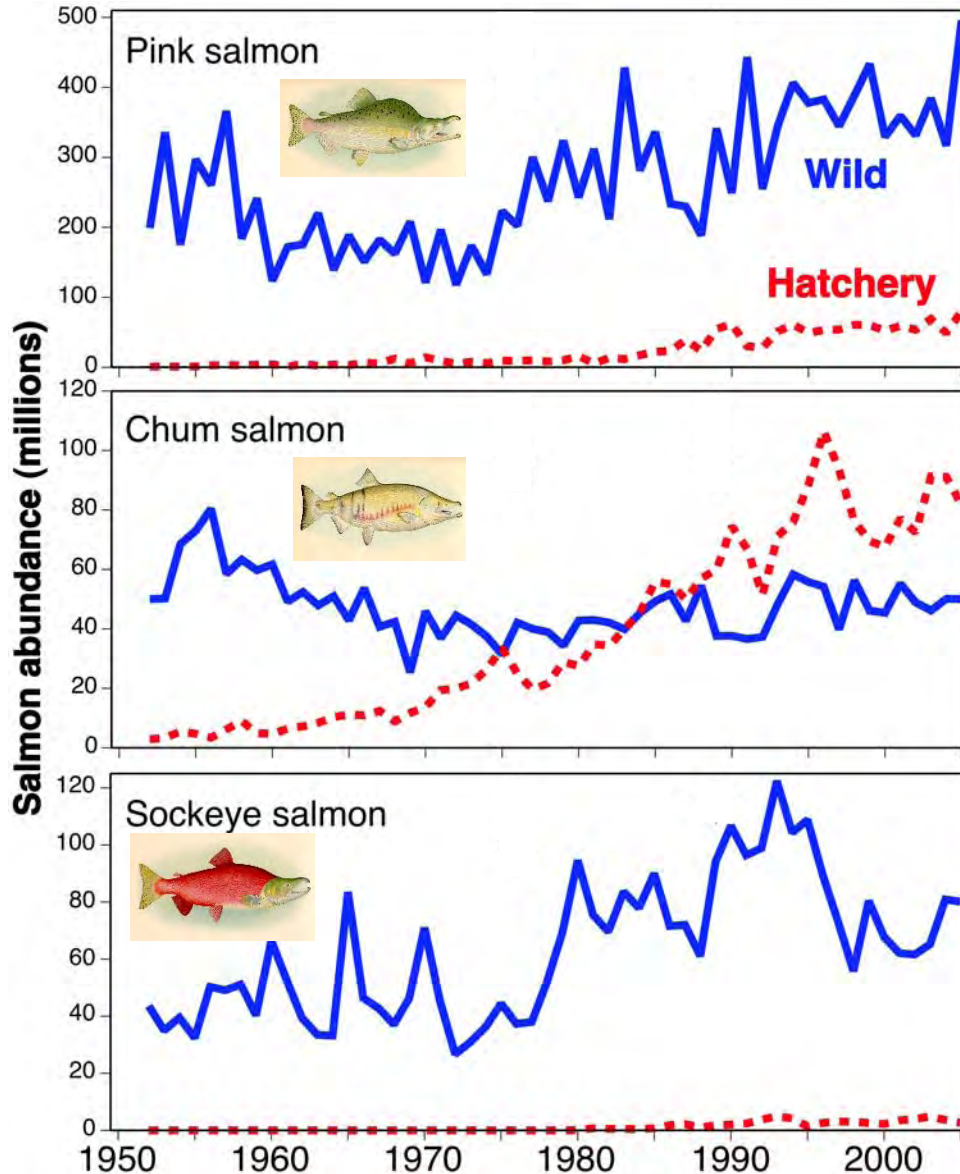 500
Pink salmon
400
300
Wild
200
Hatchery
100
0
120
Chum salmon
100
80
60
40
20
0
120
Sockeye salmon
100
80
60
40
20
0
1950 1960 1970 1980 1990 2000
Salmon abundance (millions)